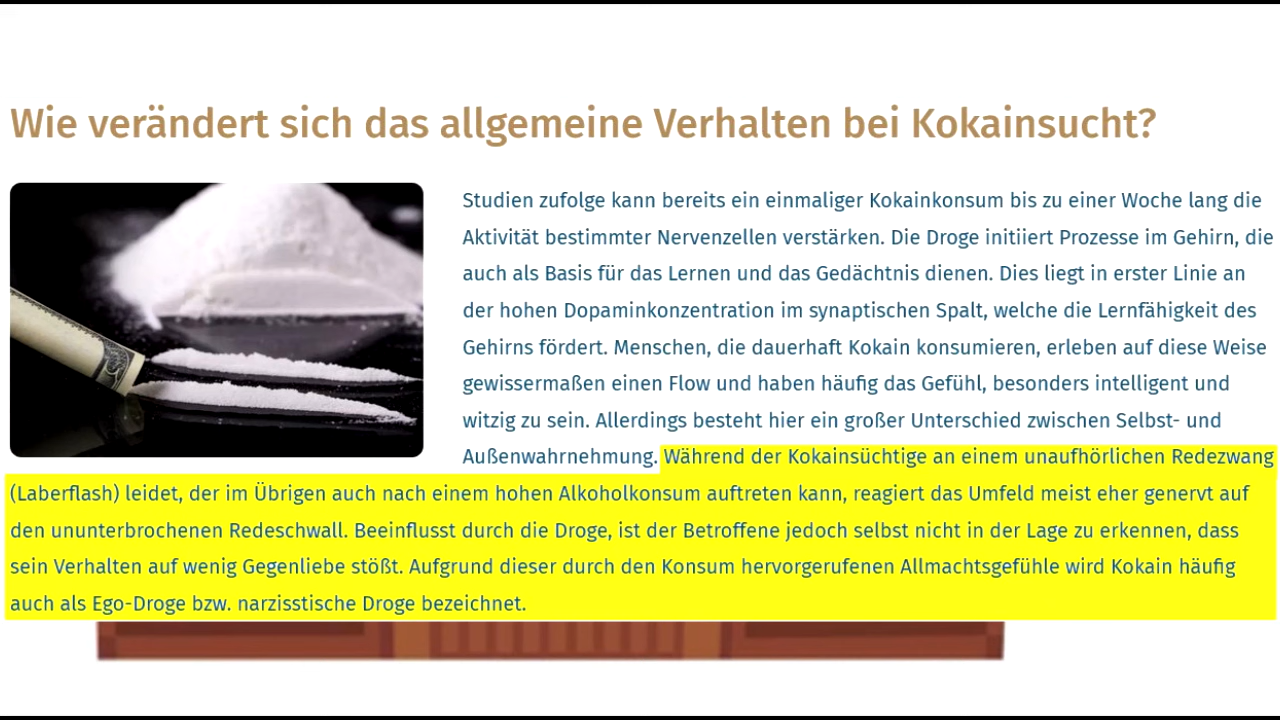 Wie verändert sich das allgemeine Verhalten bei Kokainsucht?
Studien zufolge kann bereits ein einmaliger Kokainkonsum bis zu einer Woche lang die
Aktivität bestimmter Nervenzellen verstärken. Die Droge initiiert Prozesse im Gehirn, die
auch als Basis für das Lernen und das Gedächtnis dienen. Dies liegt in erster Linie an
der hohen Dopaminkonzentration im synaptischen Spalt, welche die Lernfähigkeit des
Gehirns fördert. Menschen, die dauerhaft Kokain konsumieren, erleben auf diese Weise
gewissermaßen einen Flow und haben häufig das Gefühl, besonders intelligent und
witzig zu sein. Allerdings besteht hier ein großer Unterschied zwischen Selbst- und
Außenwahrnehmung. Während der Kokainsüchtige an einem unaufhörlichen Redezwang
(Laberflash) leidet, der im Übrigen auch nach einem hohen Alkoholkonsum auftreten kann, reagiert das Umfeld meist eher genervt auf
den ununterbrochenen Redeschwall. Beeinflusst durch die Droge, ist der Betroffene jedoch selbst nicht in der Lage zu erkennen, dass
sein Verhalten auf wenig Gegenliebe stößt. Aufgrund dieser durch den Konsum hervorgerufenen Allmachtsgefühle wird Kokain häufig
auch als Ego-Droge bzw. narzisstische Droge bezeichnet.